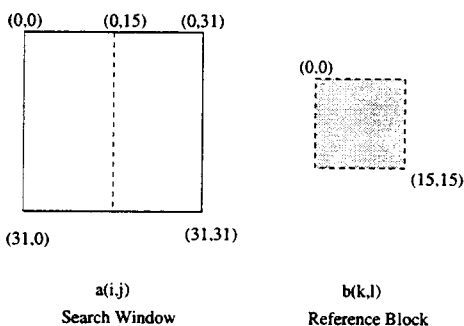 (0,0) (0,15) (0,31)
(0,0)
(15,15)
(31,0) (31,31)
a(i,j) b(k,l)
Search Window Reference Block